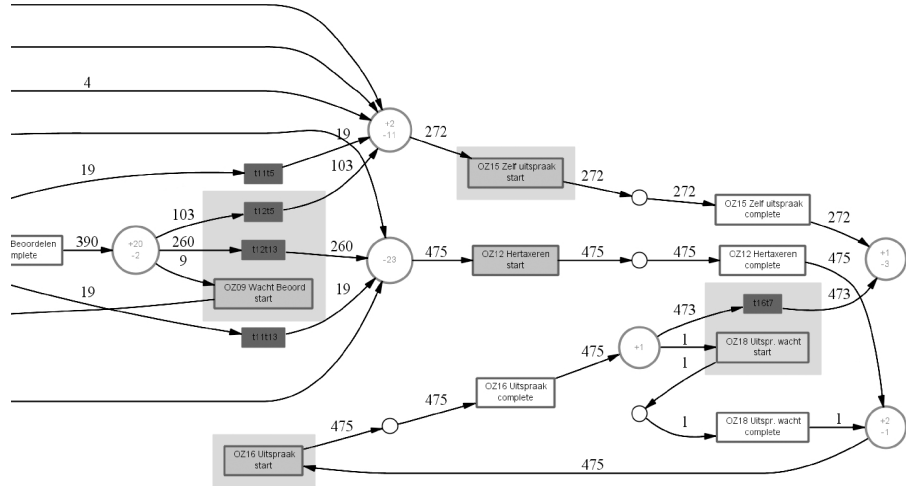 4
+2
-11
19
272
OZ15 Zelf uitspraak
start
19
t11t5
103
272
272
OZ15 Zelf uitspraak
complete
103
t12t5
272
Beoordelen
mplete
390
+20
-2
260
t12t13
260
-23
475
OZ12 Hertaxeren
start
475
475
OZ12 Hertaxeren
complete
475
+1
-3
9
OZ09 Wacht Beoord
start
19
19
t11t13
473
t16t7
473
475
+1
1
OZ18 Uitspr. wacht
start
1
475
OZ16 Uitspraak
complete
475
1
OZ18 Uitspr. wacht
complete
1
+2
-1
OZ16 Uitspraak
start
475